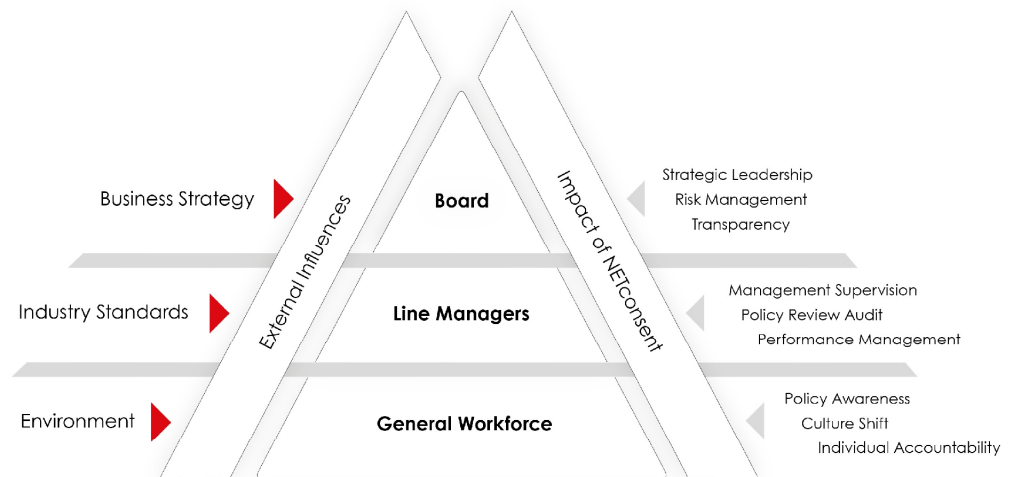 Business Strategy
External Influences
Board
Impact of NETconsent
Strategic Leadership
Risk Management
Transparency
Industry Standards
Line Managers
Management Supervision
Policy Review Audit
Performance Management
Environment
General Workforce
Policy Awareness
Culture Shift
Individual Accountability